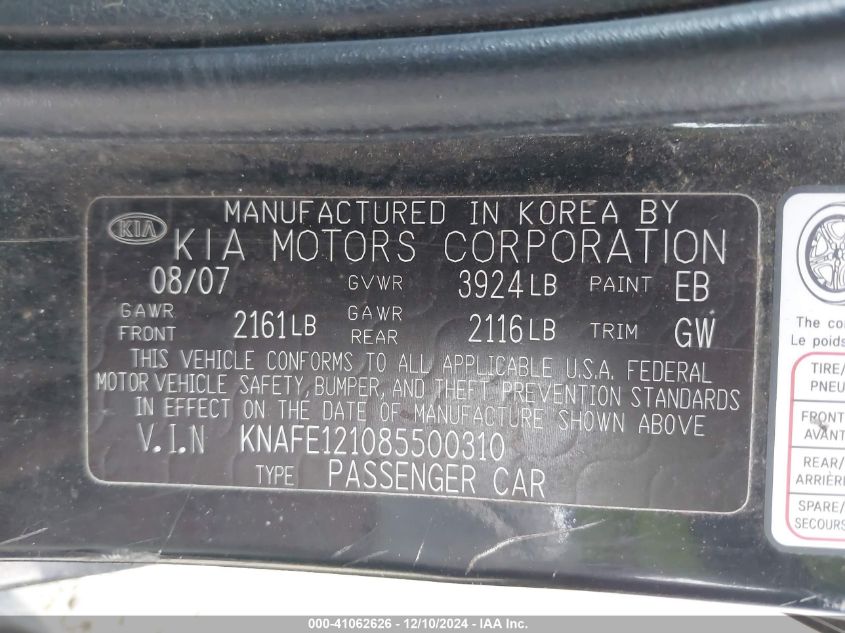 KIA
MANUFACTURED IN KOREA BY
KIA MOTORS CORPORATION
08/07 GVWR 3924LB PAINT EB
GAWR FRONT 2161LB GAWR REAR 2116LB TRIM GW
THIS VEHICLE CONFORMS TO ALL APPLICABLE U.S.A. FEDERAL
MOTOR VEHICLE SAFETY, BUMPER, AND THEFT PREVENTION STANDARDS
IN EFFECT ON THE DATE OF MANUFACTURE SHOWN ABOVE
V.I.N KNAFE121085500310
TYPE PASSENGER CAR
The co
Le poids
TIRE/
PNEU
FRONT
AVANT
REAR/
ARRIÈRE
SPARE/
SECOURS
000-41062626 - 12/10/2024 - IAA Inc.